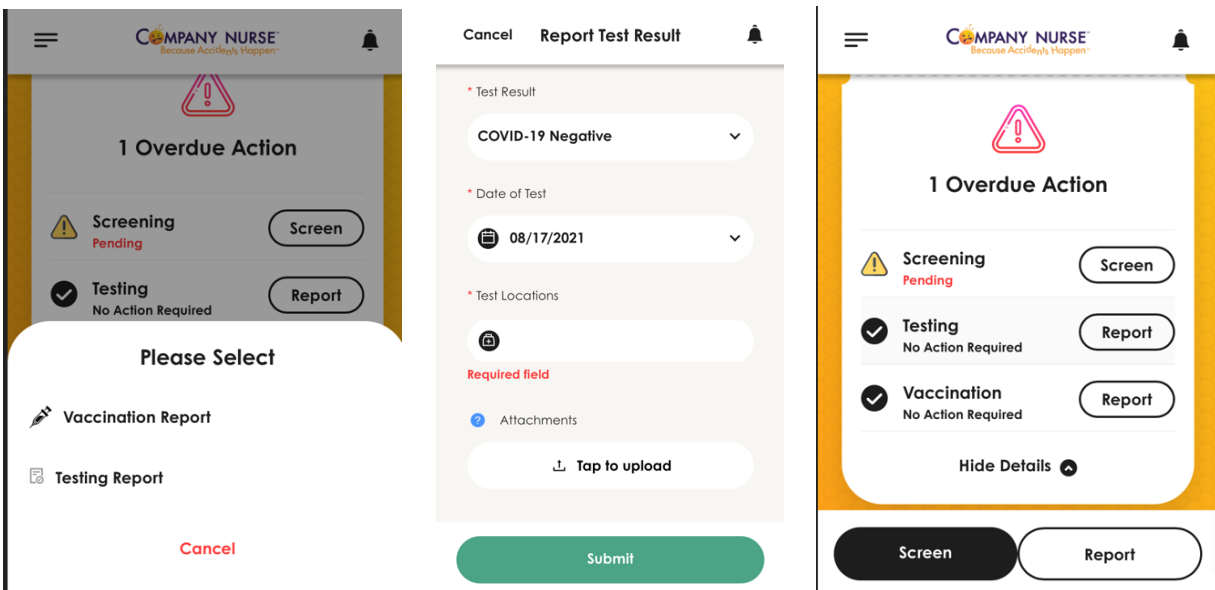 COMPANY NURSE
Because Accidents Happen
1 Overdue Action
Screening
Pending
Screen
Testing
No Action Required
Report
Please Select
Vaccination Report
Testing Report
Cancel
Cancel
Report Test Result
* Test Result
COVID-19 Negative
* Date of Test
08/17/2021
* Test Locations
Required field
? Attachments
Tap to upload
Submit
COMPANY NURSE
Because Accidents Happen
1 Overdue Action
Screening
Pending
Screen
Testing
No Action Required
Report
Vaccination
No Action Required
Report
Hide Details
Screen
Report